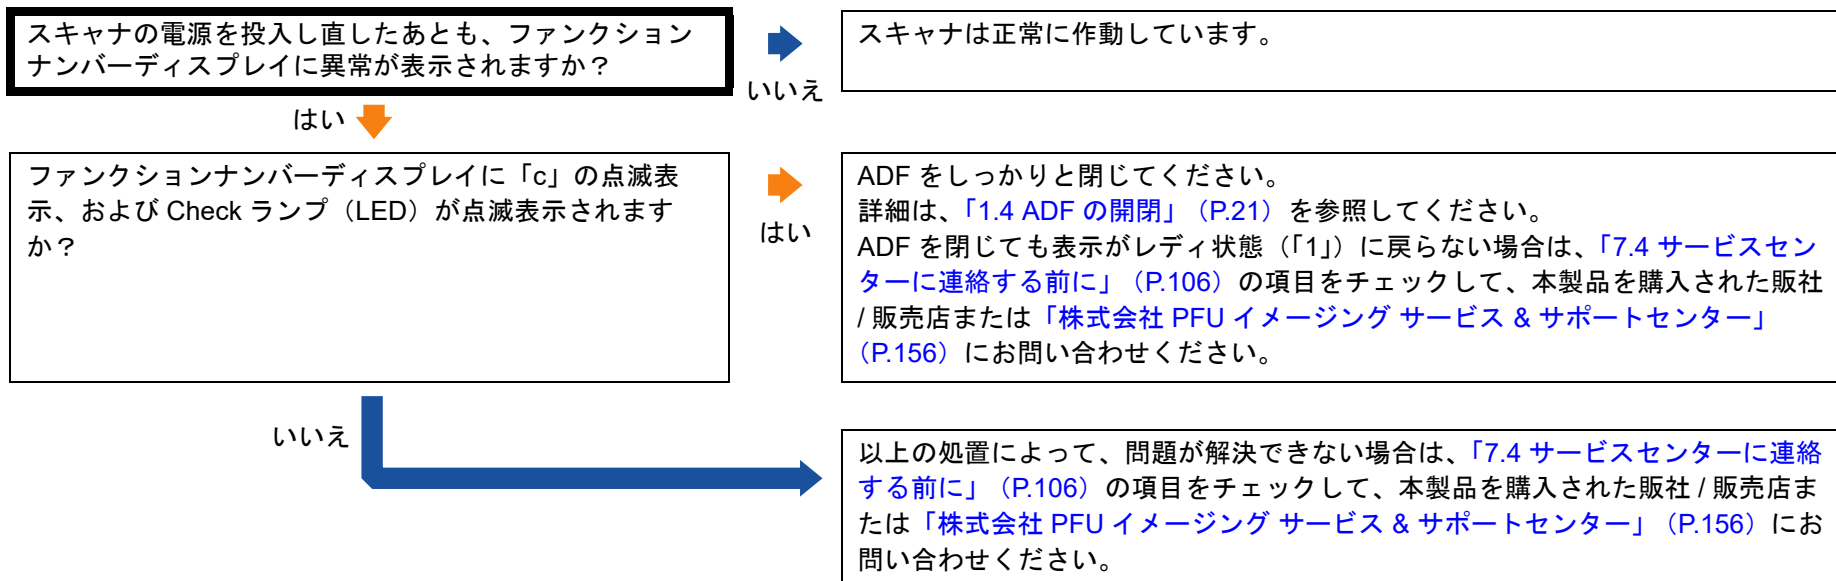 スキャナの電源を投入し直したあとも、ファンクション
ナンバーディスプレイに異常が表示されますか？
いいえ
スキャナは正常に作動しています。
はい
ファンクションナンバーディスプレイに「c」の点滅表
示、および Check ランプ（LED）が点滅表示されます
か？
はい
ADF をしっかりと閉じてください。
詳細は、「1.4 ADF の開閉」（P.21）を参照してください。
ADF を閉じても表示がレディ状態（「1」）に戻らない場合は、「7.4 サービスセン
ターに連絡する前に」（P.106）の項目をチェックして、本製品を購入された販社
/ 販売店または「株式会社 PFU イメージング サービス & サポートセンター」
（P.156）にお問い合わせください。
いいえ
以上の処置によって、問題が解決できない場合は、「7.4 サービスセンターに連絡
する前に」（P.106）の項目をチェックして、本製品を購入された販社 / 販売店ま
たは「株式会社 PFU イメージング サービス & サポートセンター」（P.156）にお
問い合わせください。